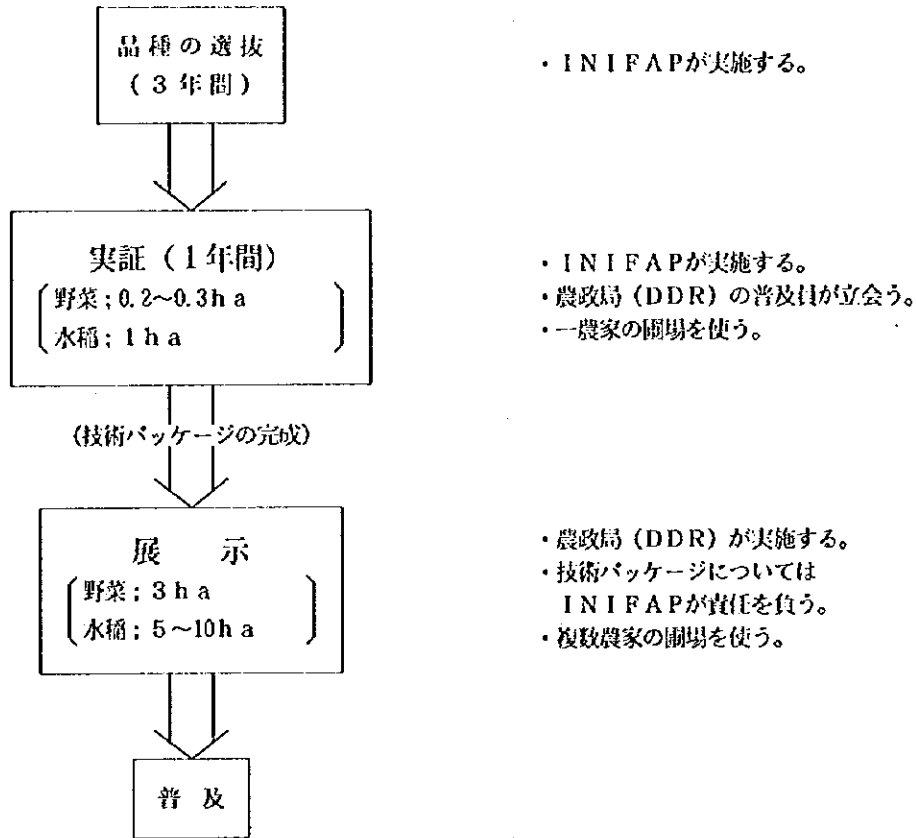 品種の選抜
(3年間)
・INIFAPが実施する。
実証(1年間)
野菜;0.2~0.3ha
水稲;1ha
・INIFAPが実施する。
・農政局(DDR)の普及員が立会う。
・一農家の圃場を使う。
(技術パッケージの完成)
展 示
野菜;3ha
水稲;5~10ha
・農政局(DDR)が実施する。
・技術パッケージについては
INIFAPが責任を負う。
・複数農家の圃場を使う。
普 及